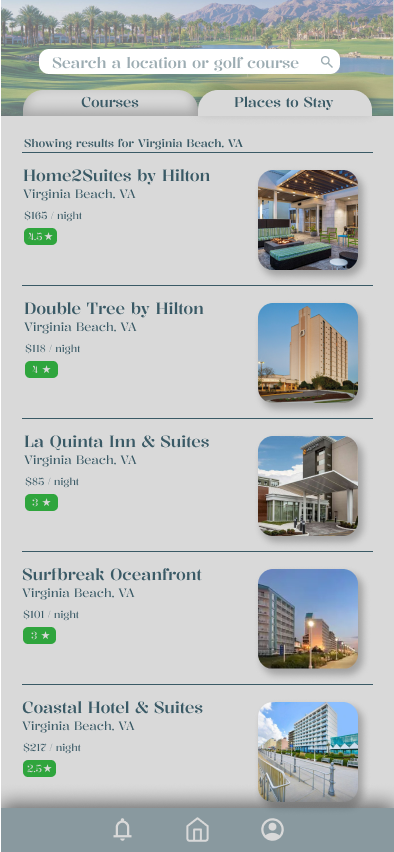 Search a location or golf course
Courses
Places to Stay
Showing results for Virginia Beach, VA
Home2Suites by Hilton
Virginia Beach, VA
$165 / night
4.5 ★
Double Tree by Hilton
Virginia Beach, VA
$118 / night
4 ★
La Quinta Inn & Suites
Virginia Beach, VA
$85 / night
3 ★
Surfbreak Oceanfront
Virginia Beach, VA
$101 / night
3 ★
Coastal Hotel & Suites
Virginia Beach, VA
$217 / night
2.5 ★